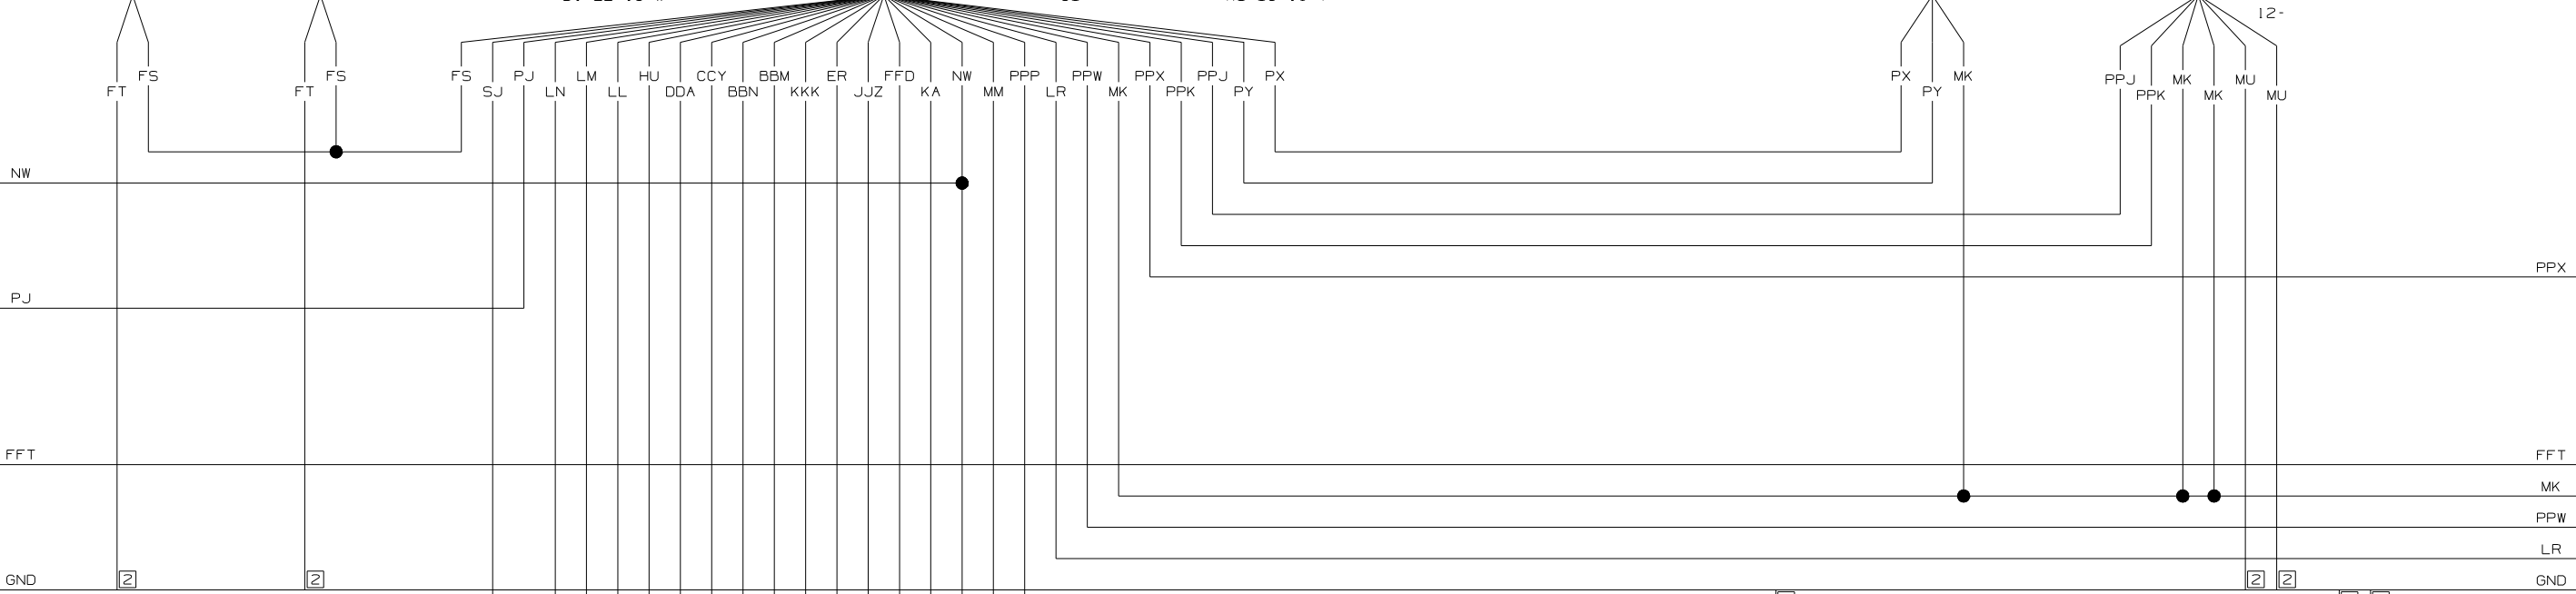 12-
FS FS FS PJ LM HU CCY BBM ER FFD NW PPP PPW PPX PPJ PX PX MK PPJ MK MU
FT FT SJ LN LL DDA BBN KKK JJZ KA MM LR MK PPK PY PY PPK MK MU
NW
PPX
PJ
FFT FFT
MK
PPW
LR
GND 2 2 2 2 GND